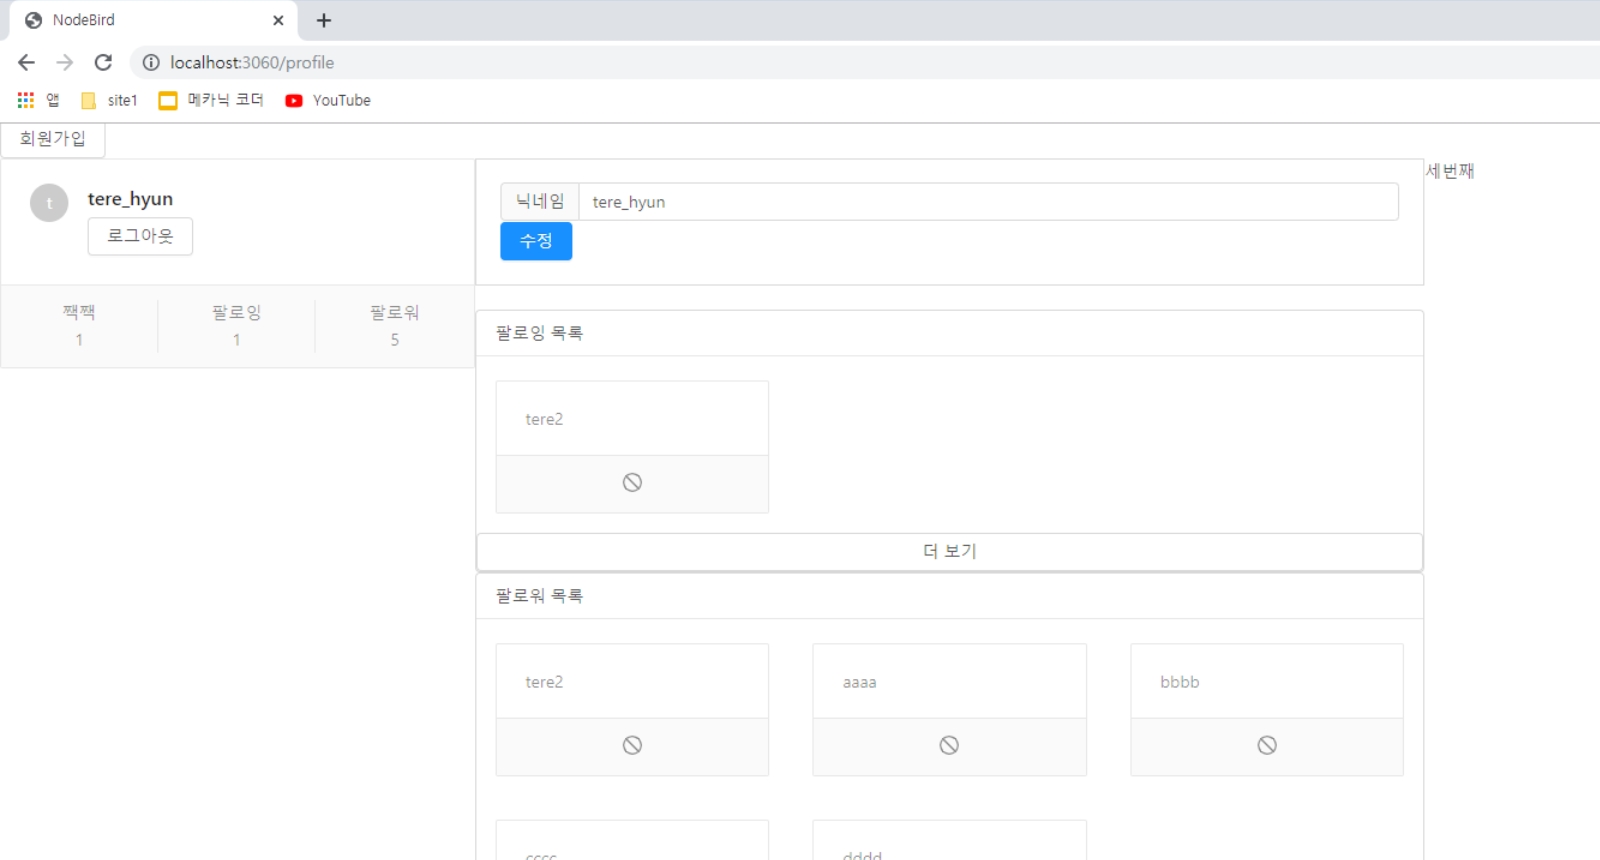 NodeBird
localhost:3060/profile
앱 site1 메카닉 코더 YouTube
회원가입
t tere_hyun
로그아웃
짹짹 팔로잉 팔로워
1 1 5
닉네임 tere_hyun
수정
세번째
팔로잉 목록
tere2
더 보기
팔로워 목록
tere2 aaaa bbbb
cccc dddd